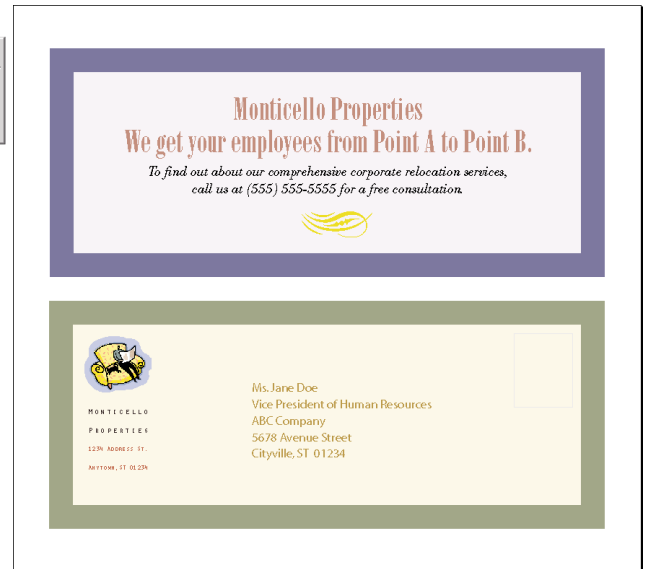 Monticello Properties
We get your employees from Point A to Point B.
To find out about our comprehensive corporate relocation services,
call us at (555) 555-5555 for a free consultation.
Monticello
Properties
1234 Address St.
Anytown, ST 01234
Ms. Jane Doe
Vice President of Human Resources
ABC Company
5678 Avenue Street
Cityville, ST 01234